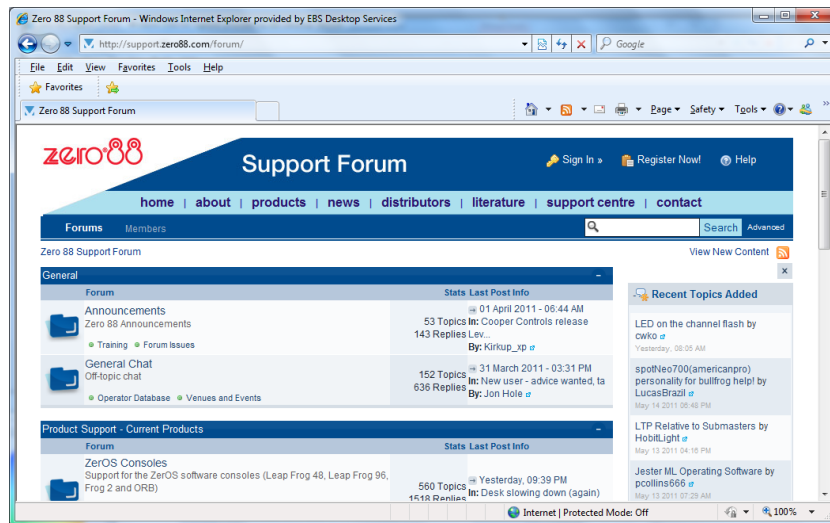 Zero 88 Support Forum - Windows Internet Explorer provided by EBS Desktop Services
http://support.zero88.com/forum/
Google
File Edit View Favorites Tools Help
Favorites
Zero 88 Support Forum
Page Safety Tools
zero 88
Support Forum
Sign In »
Register Now!
Help
home | about | products | news | distributors | literature | support centre | contact
Forums Members
Search Advanced
Zero 88 Support Forum
View New Content
General
Forum Stats Last Post Info
Announcements
Zero 88 Announcements
Training Forum Issues
53 Topics
143 Replies
01 April 2011 - 06:44 AM
In: Cooper Controls release
Lev...
By: Kirkup_xp
General Chat
Off-topic chat
Operator Database Venues and Events
152 Topics
636 Replies
31 March 2011 - 03:31 PM
In: New user - advice wanted, ta
By: Jon Hole
Product Support - Current Products
Forum Stats Last Post Info
ZerOS Consoles
Support for the ZerOS software consoles (Leap Frog 48, Leap Frog 96,
Frog 2 and ORB)
560 Topics
1518 Replies
Yesterday, 09:39 PM
In: Desk slowing down (again)
Recent Topics Added
LED on the channel flash by
cwko
Yesterday, 08:05 AM
spotNeo700(americanpro)
personality for bullfrog help! by
LucasBrazil
May 14 2011 06:48 PM
LTP Relative to Submasters by
HobitLight
May 13 2011 04:16 PM
Jester ML Operating Software by
pcollins666
May 13 2011 07:29 AM
Internet | Protected Mode: Off
100%